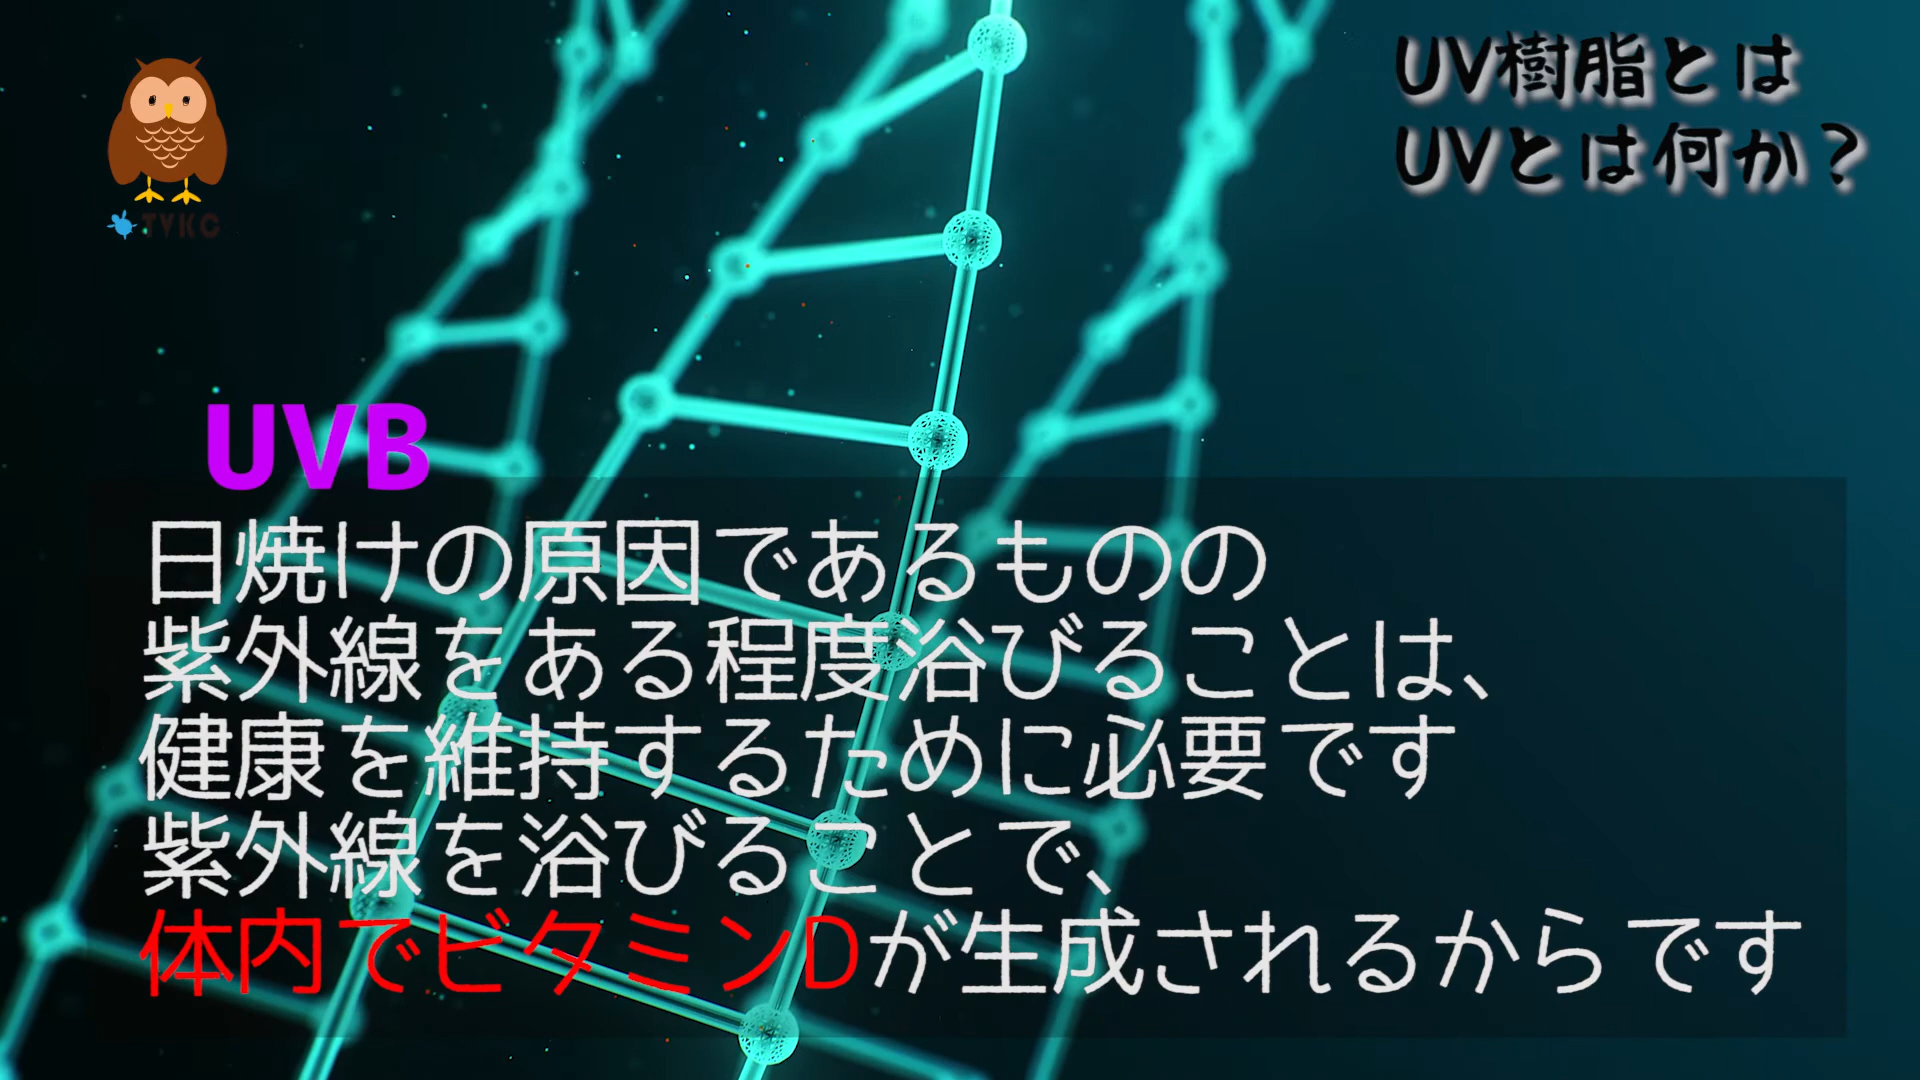 UV樹脂とは
UVとは何か？
TYKC
UVB
日焼けの原因であるものの
紫外線をある程度浴びることは、
健康を維持するために必要です
紫外線を浴びることで、
体内でビタミンDが生成されるからです